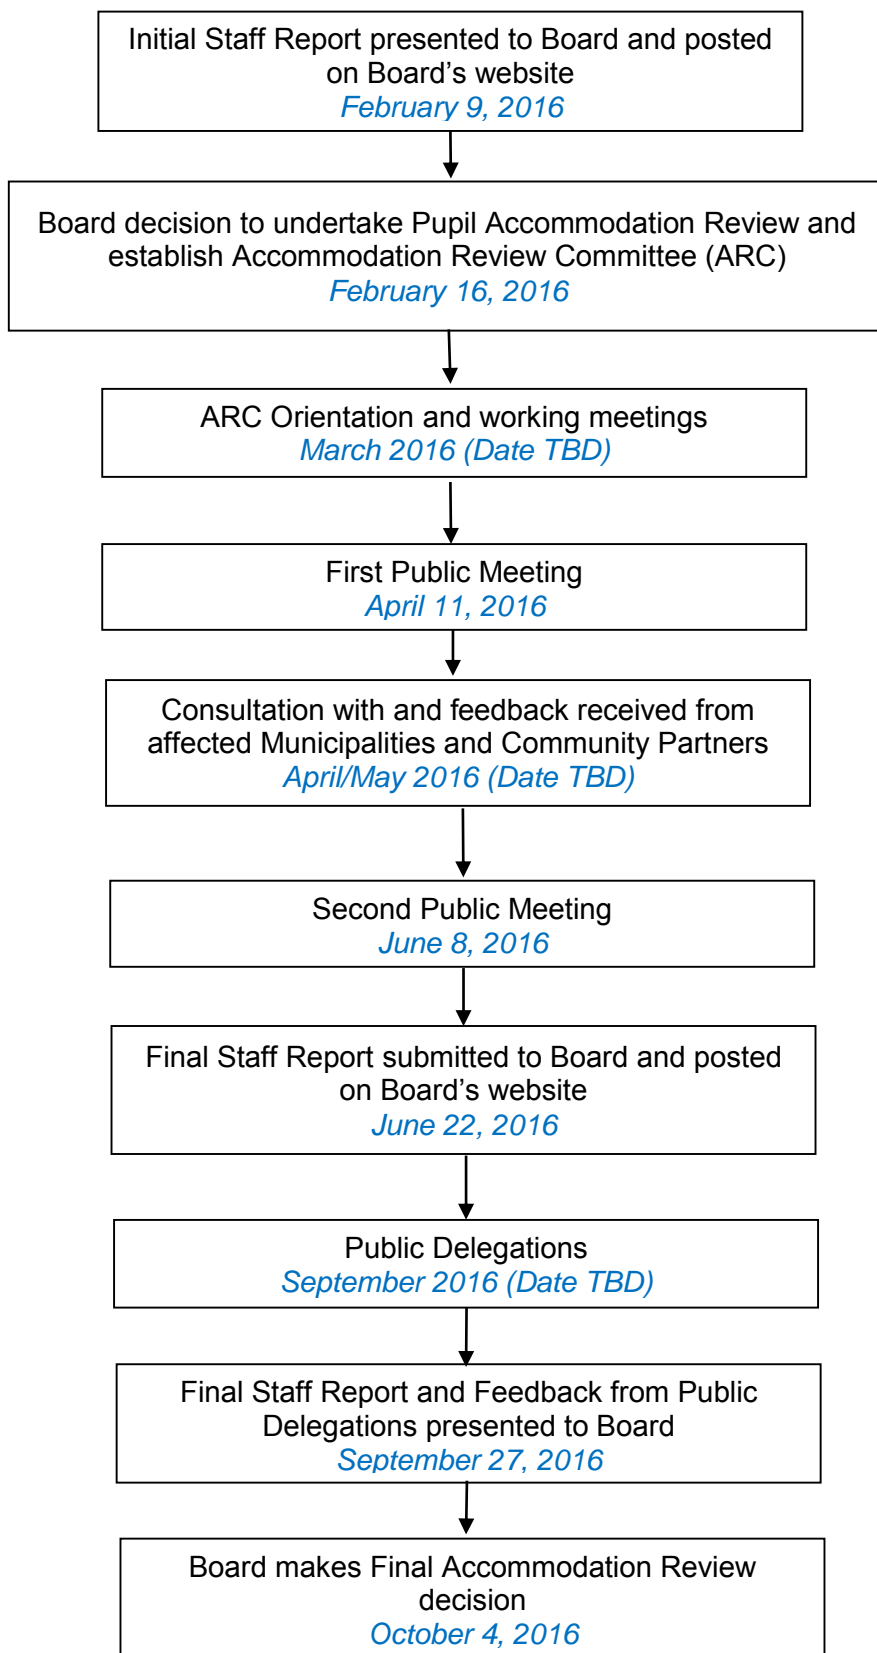 Initial Staff Report presented to Board and posted
on Board's website
February 9, 2016
Board decision to undertake Pupil Accommodation Review and
establish Accommodation Review Committee (ARC)
February 16, 2016
ARC Orientation and working meetings
March 2016 (Date TBD)
First Public Meeting
April 11, 2016
Consultation with and feedback received from
affected Municipalities and Community Partners
April/May 2016 (Date TBD)
Second Public Meeting
June 8, 2016
Final Staff Report submitted to Board and posted
on Board's website
June 22, 2016
Public Delegations
September 2016 (Date TBD)
Final Staff Report and Feedback from Public
Delegations presented to Board
September 27, 2016
Board makes Final Accommodation Review
decision
October 4, 2016